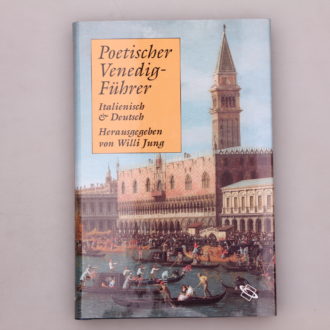 Poetischer
Venedig-
Führer
Italienisch
& Deutsch
Herausgegeben
von Willi Jung